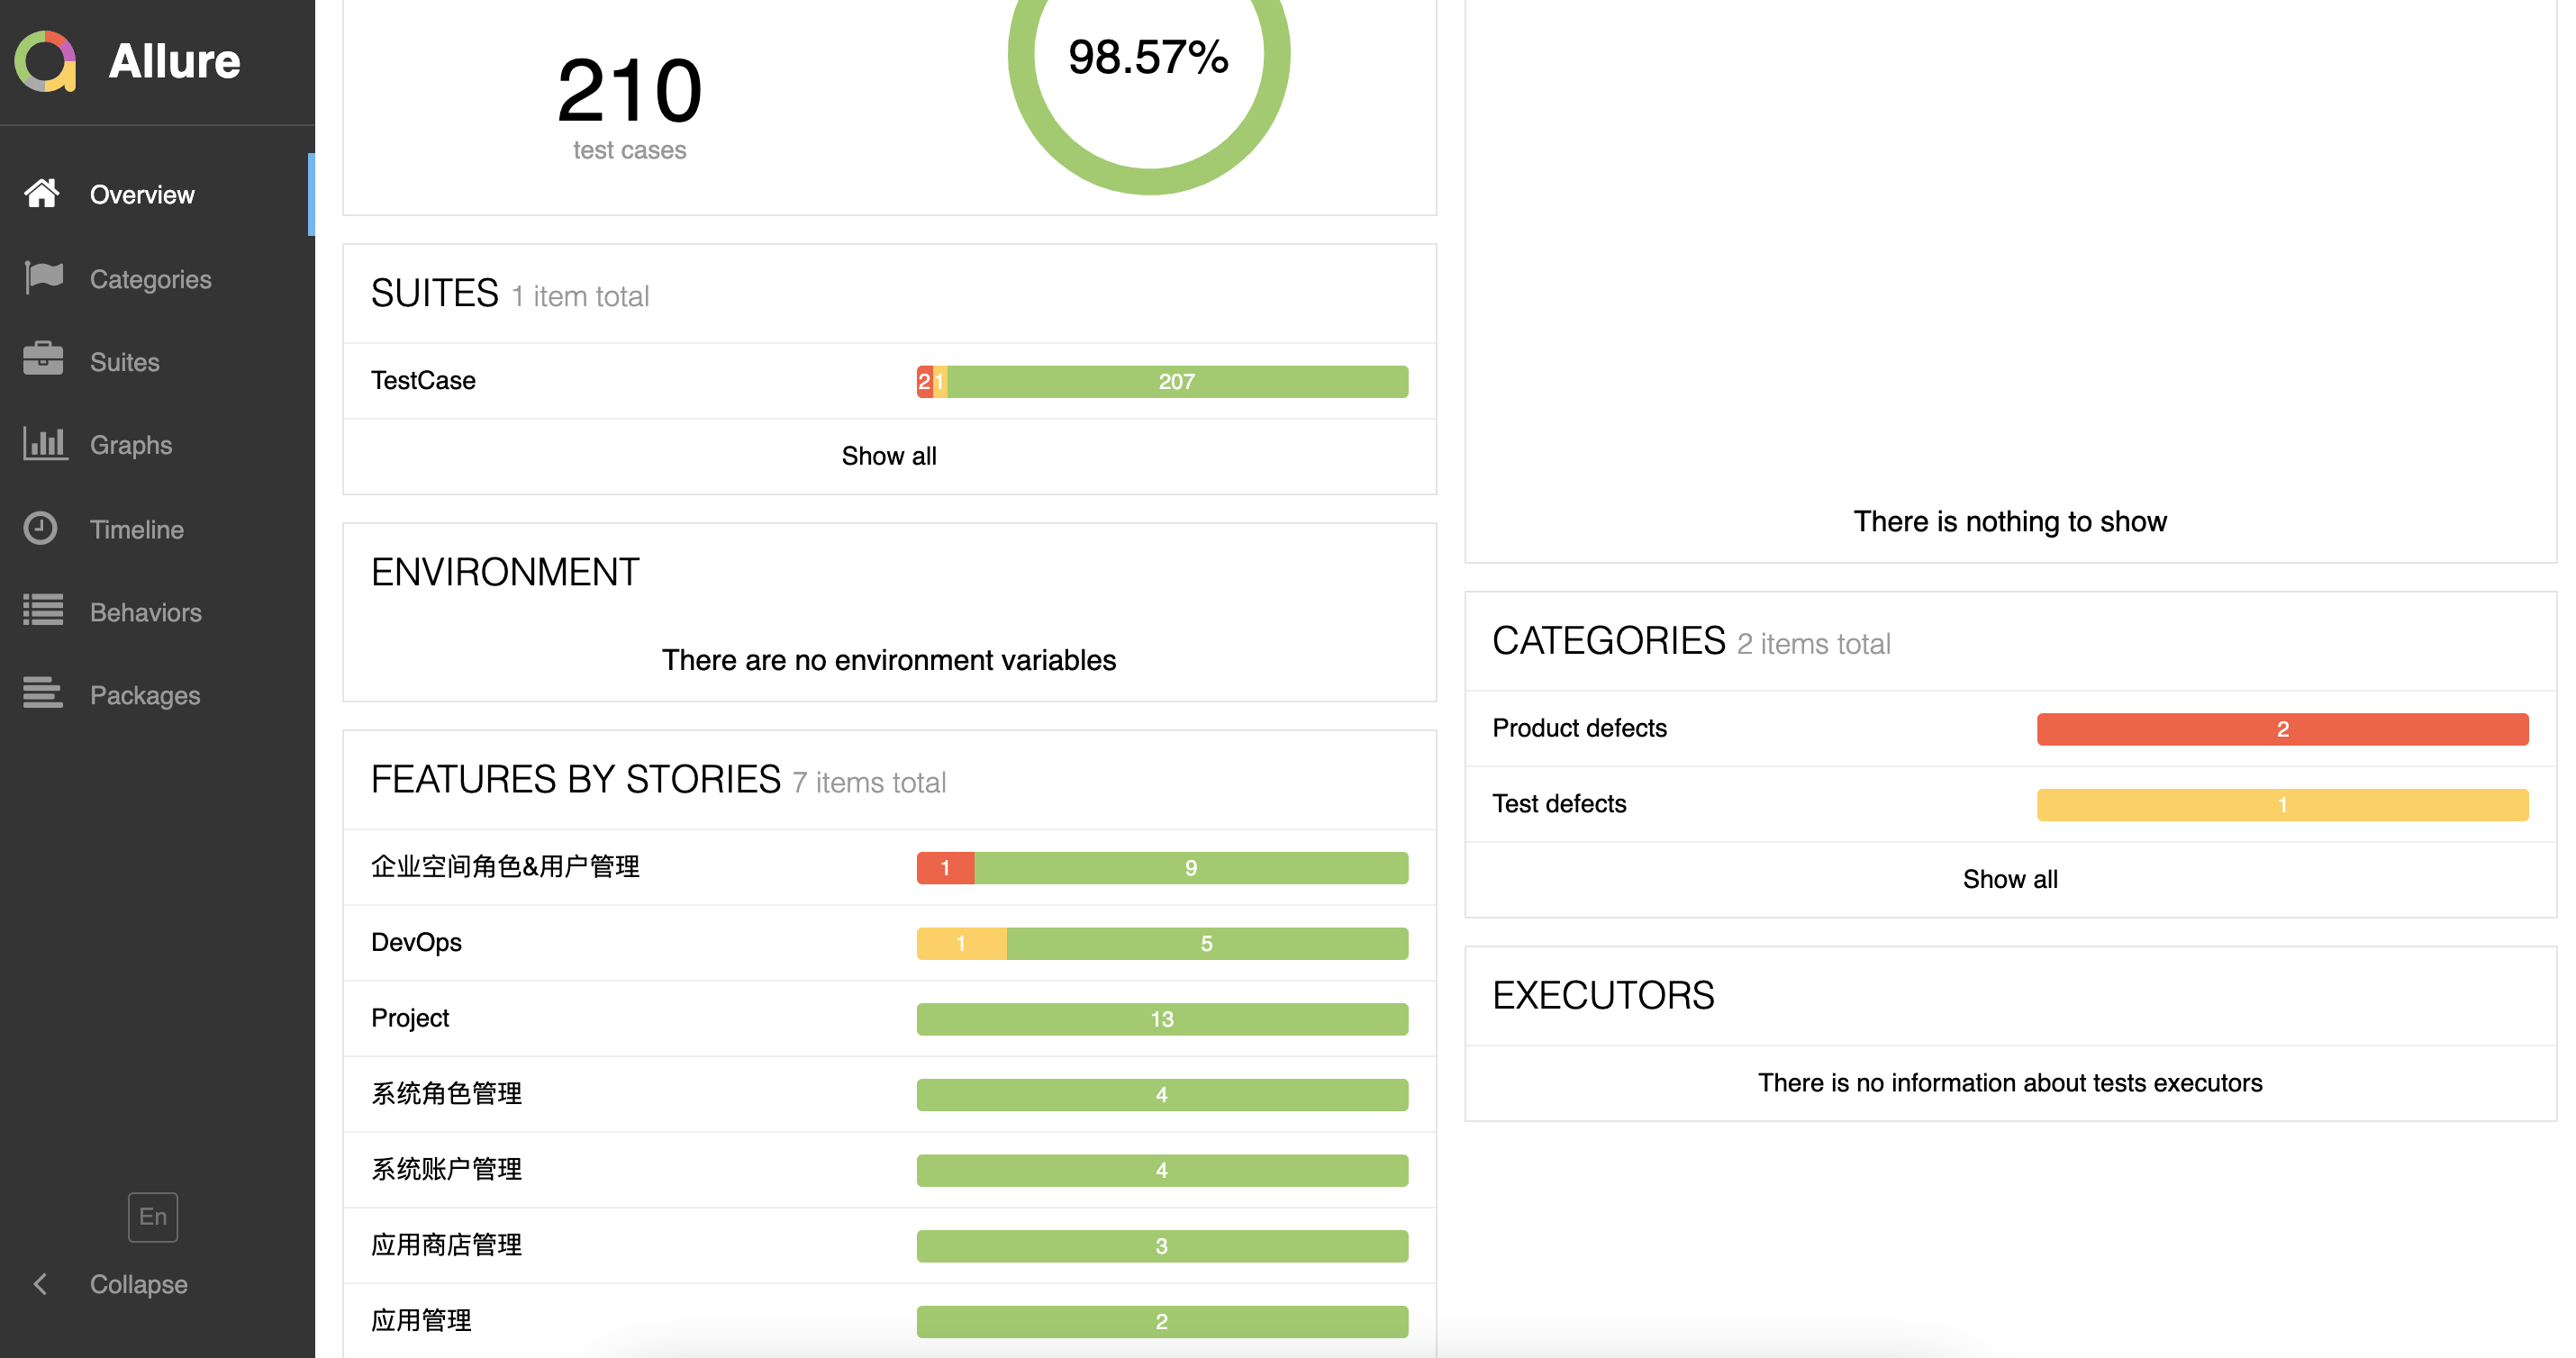 Allure
Overview
Categories
Suites
Graphs
Timeline
Behaviors
Packages
En
Collapse
210
test cases
98.57%
SUITES 1 item total
TestCase 2 1 207
Show all
ENVIRONMENT
There are no environment variables
FEATURES BY STORIES 7 items total
企业空间角色&用户管理 1 9
DevOps 1 5
Project 13
系统角色管理 4
系统账户管理 4
应用商店管理 3
应用管理 2
There is nothing to show
CATEGORIES 2 items total
Product defects 2
Test defects 1
Show all
EXECUTORS
There is no information about tests executors